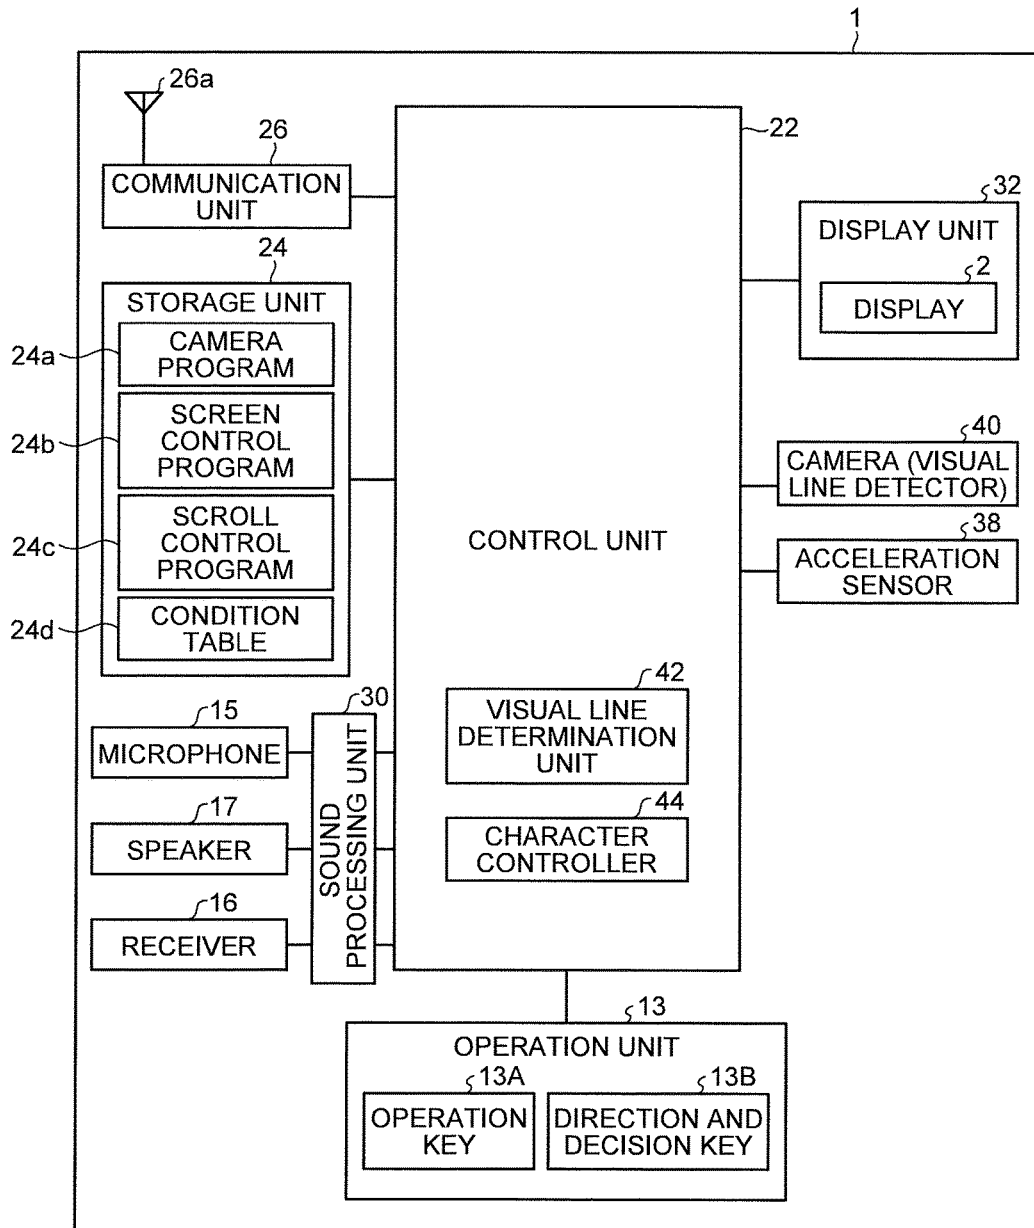 1
26a
26
22
COMMUNICATION
UNIT
32
DISPLAY UNIT
2
DISPLAY
24
STORAGE UNIT
24a
CAMERA
PROGRAM
24b
SCREEN
CONTROL
PROGRAM
24c
SCROLL
CONTROL
PROGRAM
24d
CONDITION
TABLE
CONTROL UNIT
40
CAMERA (VISUAL
LINE DETECTOR)
38
ACCELERATION
SENSOR
42
VISUAL LINE
DETERMINATION
UNIT
44
CHARACTER
CONTROLLER
15
MICROPHONE
17
SPEAKER
16
RECEIVER
30
SOUND
PROCESSING UNIT
13
OPERATION UNIT
13A
OPERATION
KEY
13B
DIRECTION AND
DECISION KEY